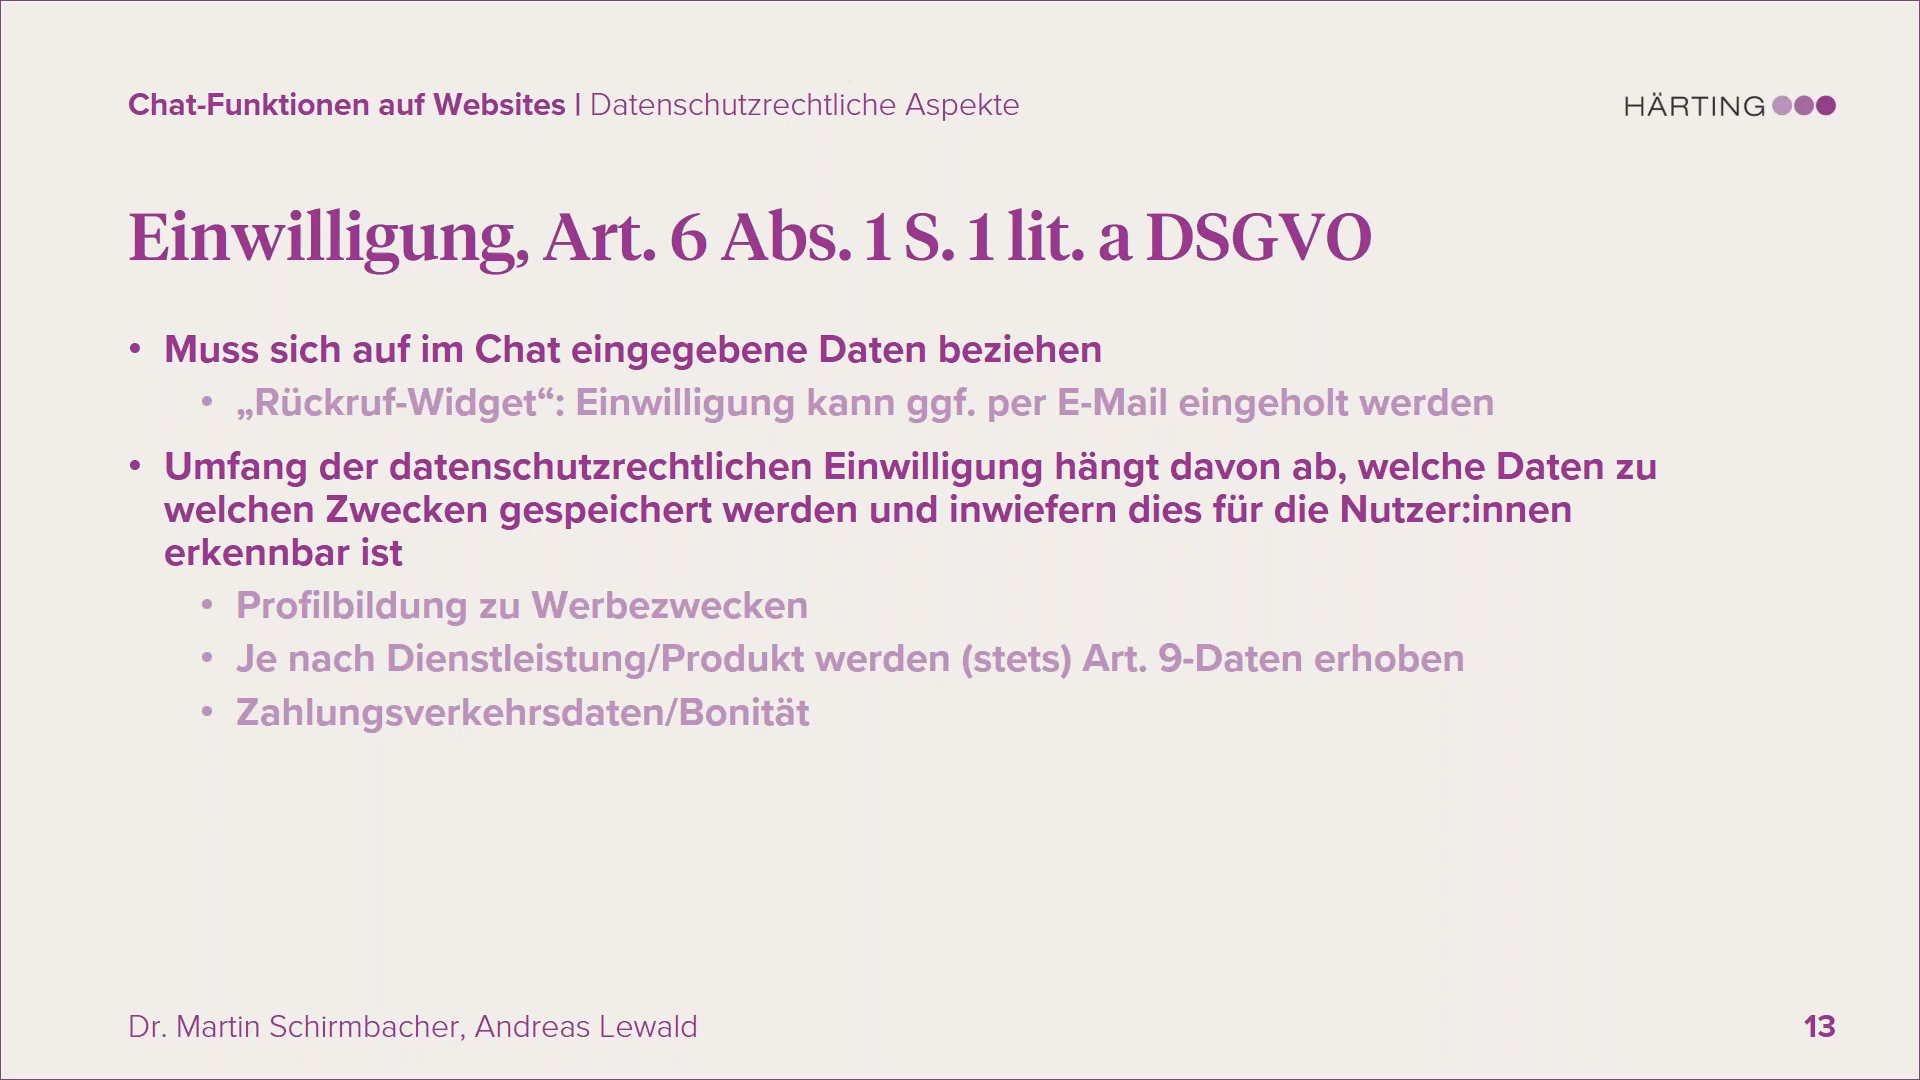 Chat-Funktionen auf Websites | Datenschutzrechtliche Aspekte
HÄRTING
Einwilligung, Art. 6 Abs. 1 S. 1 lit. a DSGVO
• Muss sich auf im Chat eingegebene Daten beziehen
• „Rückruf-Widget“: Einwilligung kann ggf. per E-Mail eingeholt werden
• Umfang der datenschutzrechtlichen Einwilligung hängt davon ab, welche Daten zu
welchen Zwecken gespeichert werden und inwiefern dies für die Nutzer:innen
erkennbar ist
• Profilbildung zu Werbezwecken
• Je nach Dienstleistung/Produkt werden (stets) Art. 9-Daten erhoben
• Zahlungsverkehrsdaten/Bonität
Dr. Martin Schirmbacher, Andreas Lewald
13